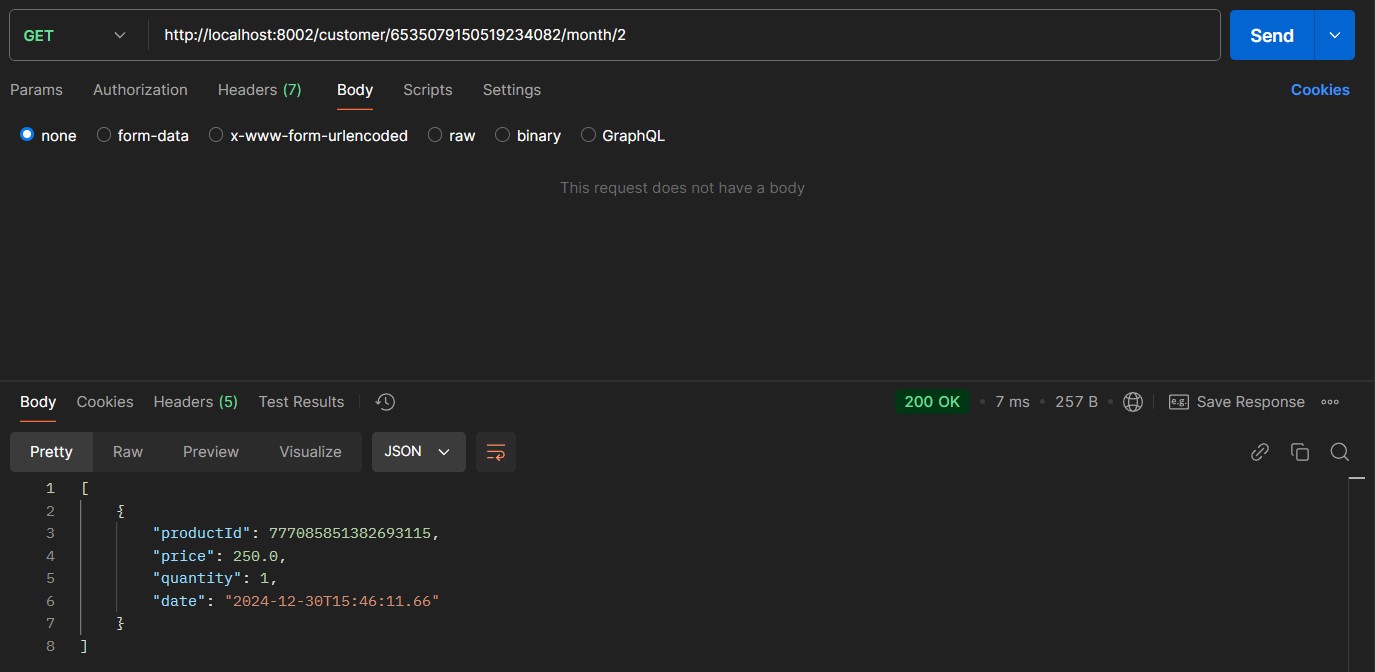 GET http://localhost:8002/customer/6535079150519234082/month/2 Send
Params Authorization Headers (7) Body Scripts Settings Cookies
none form-data x-www-form-urlencoded raw binary GraphQL
This request does not have a body
Body Cookies Headers (5) Test Results 200 OK • 7 ms • 257 B • e.g. Save Response
Pretty Raw Preview Visualize JSON
1 [
2 {
3 "productId": 777085851382693115,
4 "price": 250.0,
5 "quantity": 1,
6 "date": "2024-12-30T15:46:11.66"
7 }
8 ]